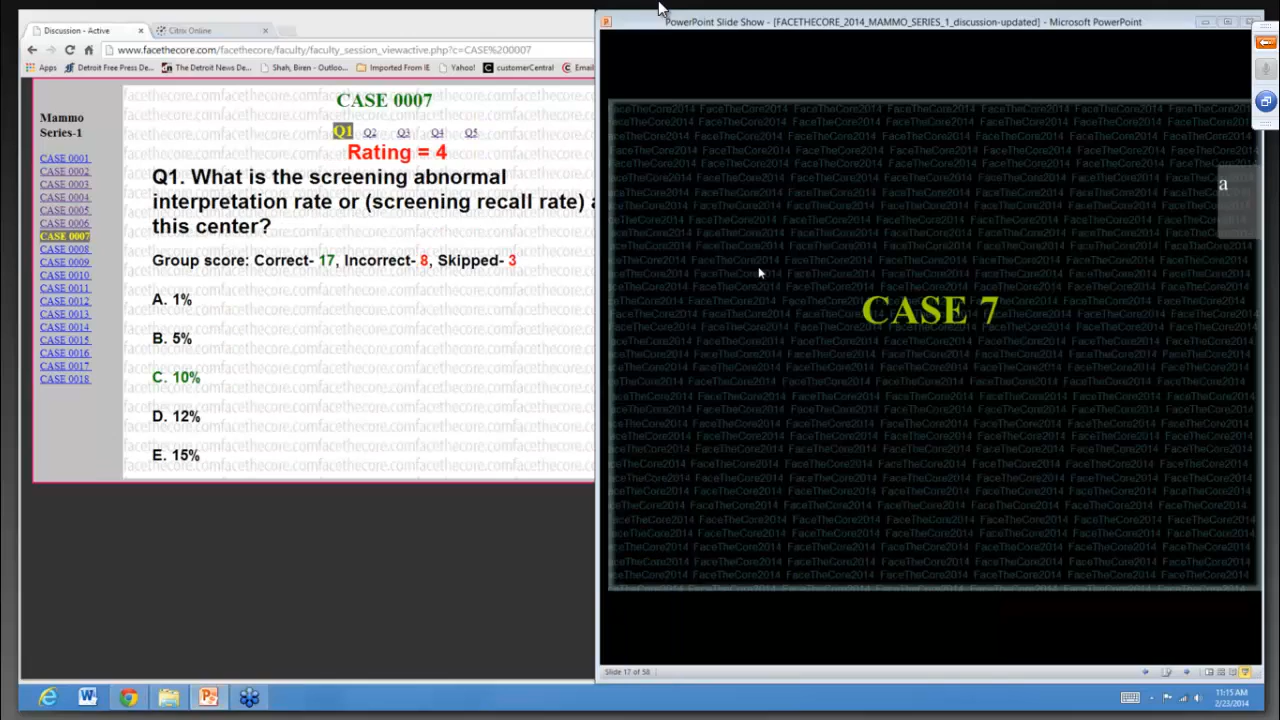 Discussion - Active
Citrix Online
www.facethecore.com/facethecore/faculty/faculty_session_viewactive.php?c=CASE%200007
Apps
Detroit Free Press De...
The Detroit News De...
Shah, Biren - Outloo...
Imported From IE
Yahoo!
customerCentral
Email
Mammo
Series-1
CASE 0001
CASE 0002
CASE 0003
CASE 0004
CASE 0005
CASE 0006
CASE 0007
CASE 0008
CASE 0009
CASE 0010
CASE 0011
CASE 0012
CASE 0013
CASE 0014
CASE 0015
CASE 0016
CASE 0017
CASE 0018
CASE 0007
Q1 Q2 Q3 Q4 Q5
Rating = 4
Q1. What is the screening abnormal
interpretation rate or (screening recall rate)
this center?
Group score: Correct- 17, Incorrect- 8, Skipped- 3
A. 1%
B. 5%
C. 10%
D. 12%
E. 15%
PowerPoint Slide Show - [FACETHECORE_2014_MAMMO_SERIES_1_discussion-updated] - Microsoft PowerPoint
CASE 7
a
Slide 17 of 58
11:15 AM
2/23/2014